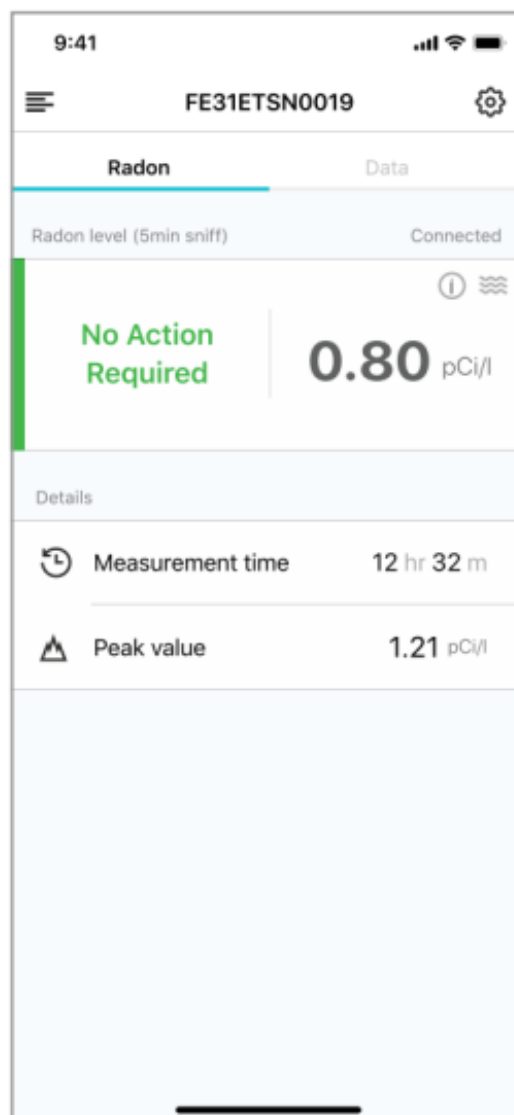 9:41
FE31ETSN0019
Radon Data
Radon level (5min sniff) Connected
No Action
Required
0.80 pCi/l
Details
Measurement time 12 hr 32 m
Peak value 1.21 pCi/l